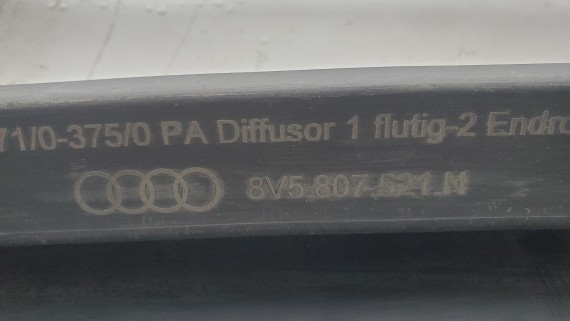 71/0-375/0 PA Diffusor 1 flutig-2 Endro
8V5 807 521 N